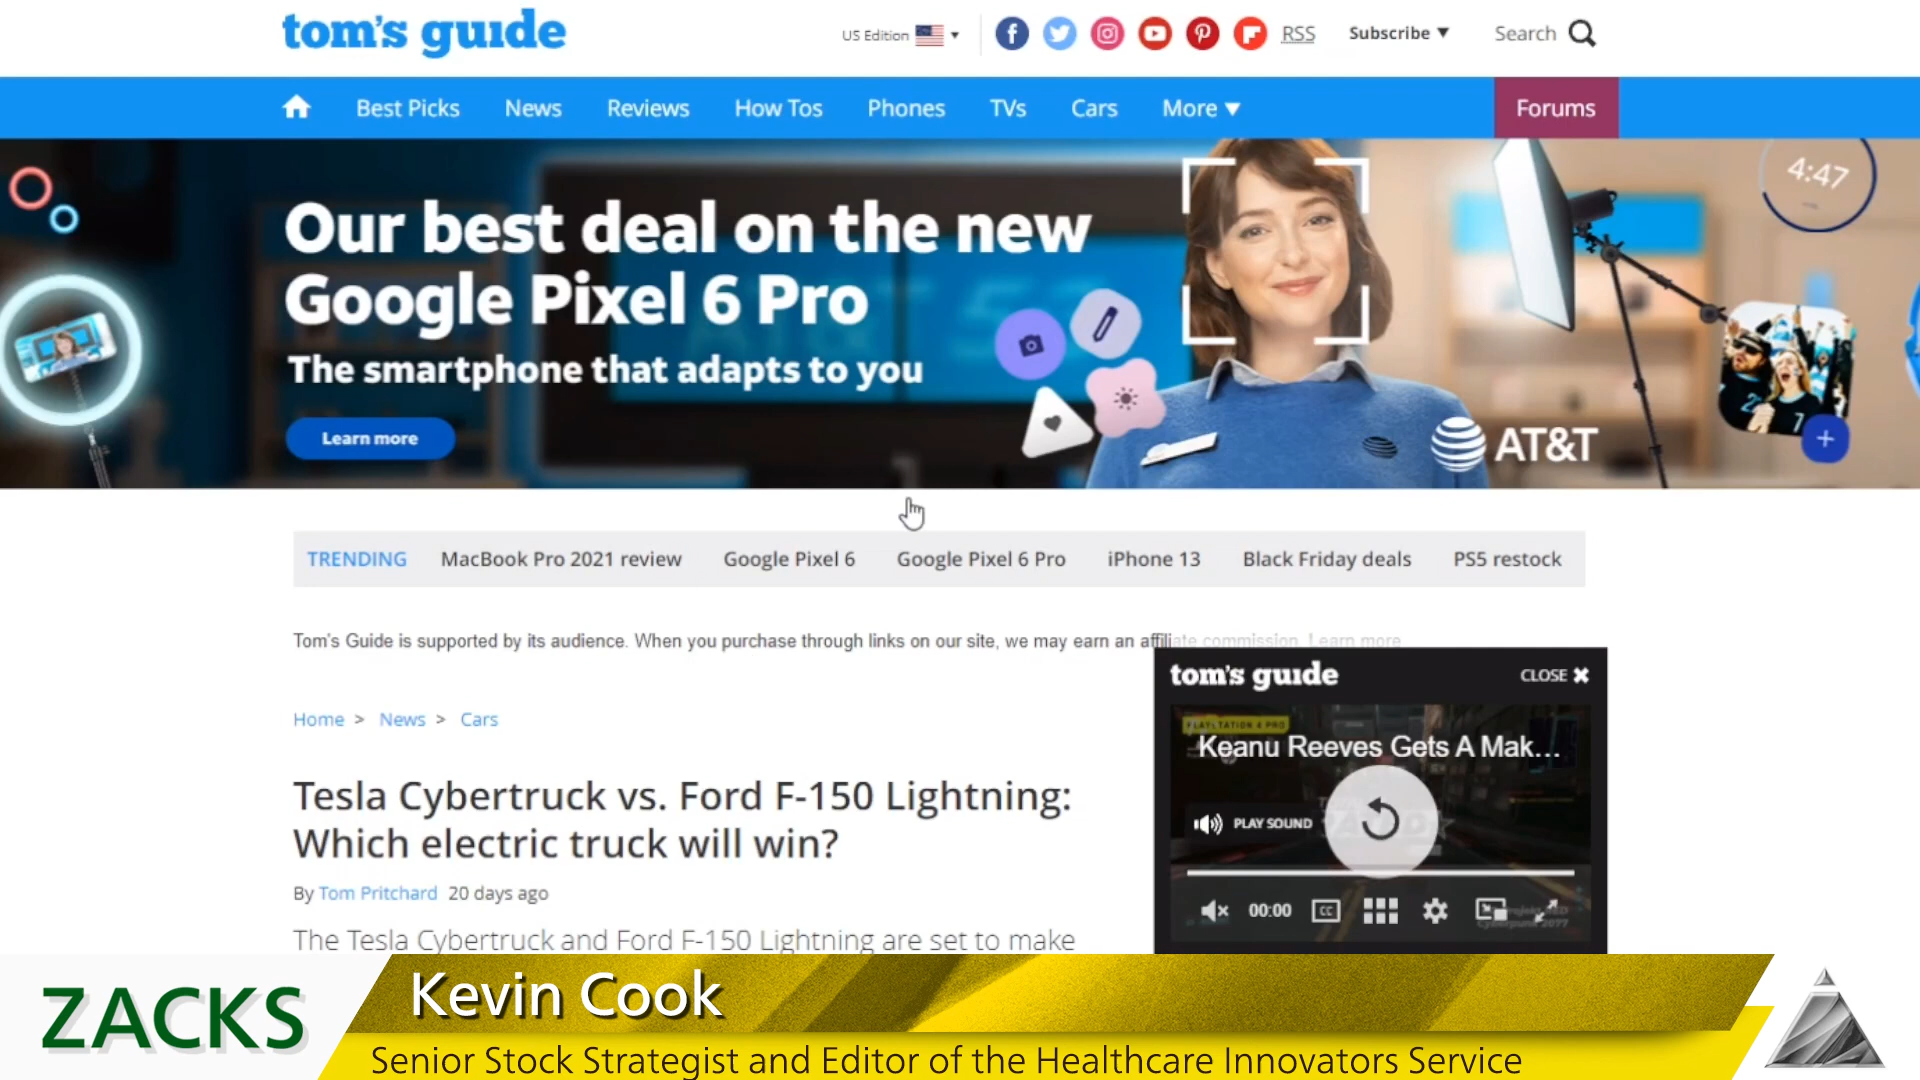 tom's guide
US Edition
RSS
Subscribe
Search
Best Picks
News
Reviews
How Tos
Phones
TVs
Cars
More
Forums
Our best deal on the new
Google Pixel 6 Pro
The smartphone that adapts to you
Learn more
4:47
AT&T
TRENDING
MacBook Pro 2021 review
Google Pixel 6
Google Pixel 6 Pro
iPhone 13
Black Friday deals
PS5 restock
Tom's Guide is supported by its audience. When you purchase through links on our site, we may earn an affiliate commission. Learn more
Home > News > Cars
Tesla Cybertruck vs. Ford F-150 Lightning:
Which electric truck will win?
By Tom Pritchard 20 days ago
The Tesla Cybertruck and Ford F-150 Lightning are set to make
tom's guide
CLOSE
PLAYSTATION 4 PRO
Keanu Reeves Gets A Mak...
PLAY SOUND
00:00
CC
ZACKS
Kevin Cook
Senior Stock Strategist and Editor of the Healthcare Innovators Service